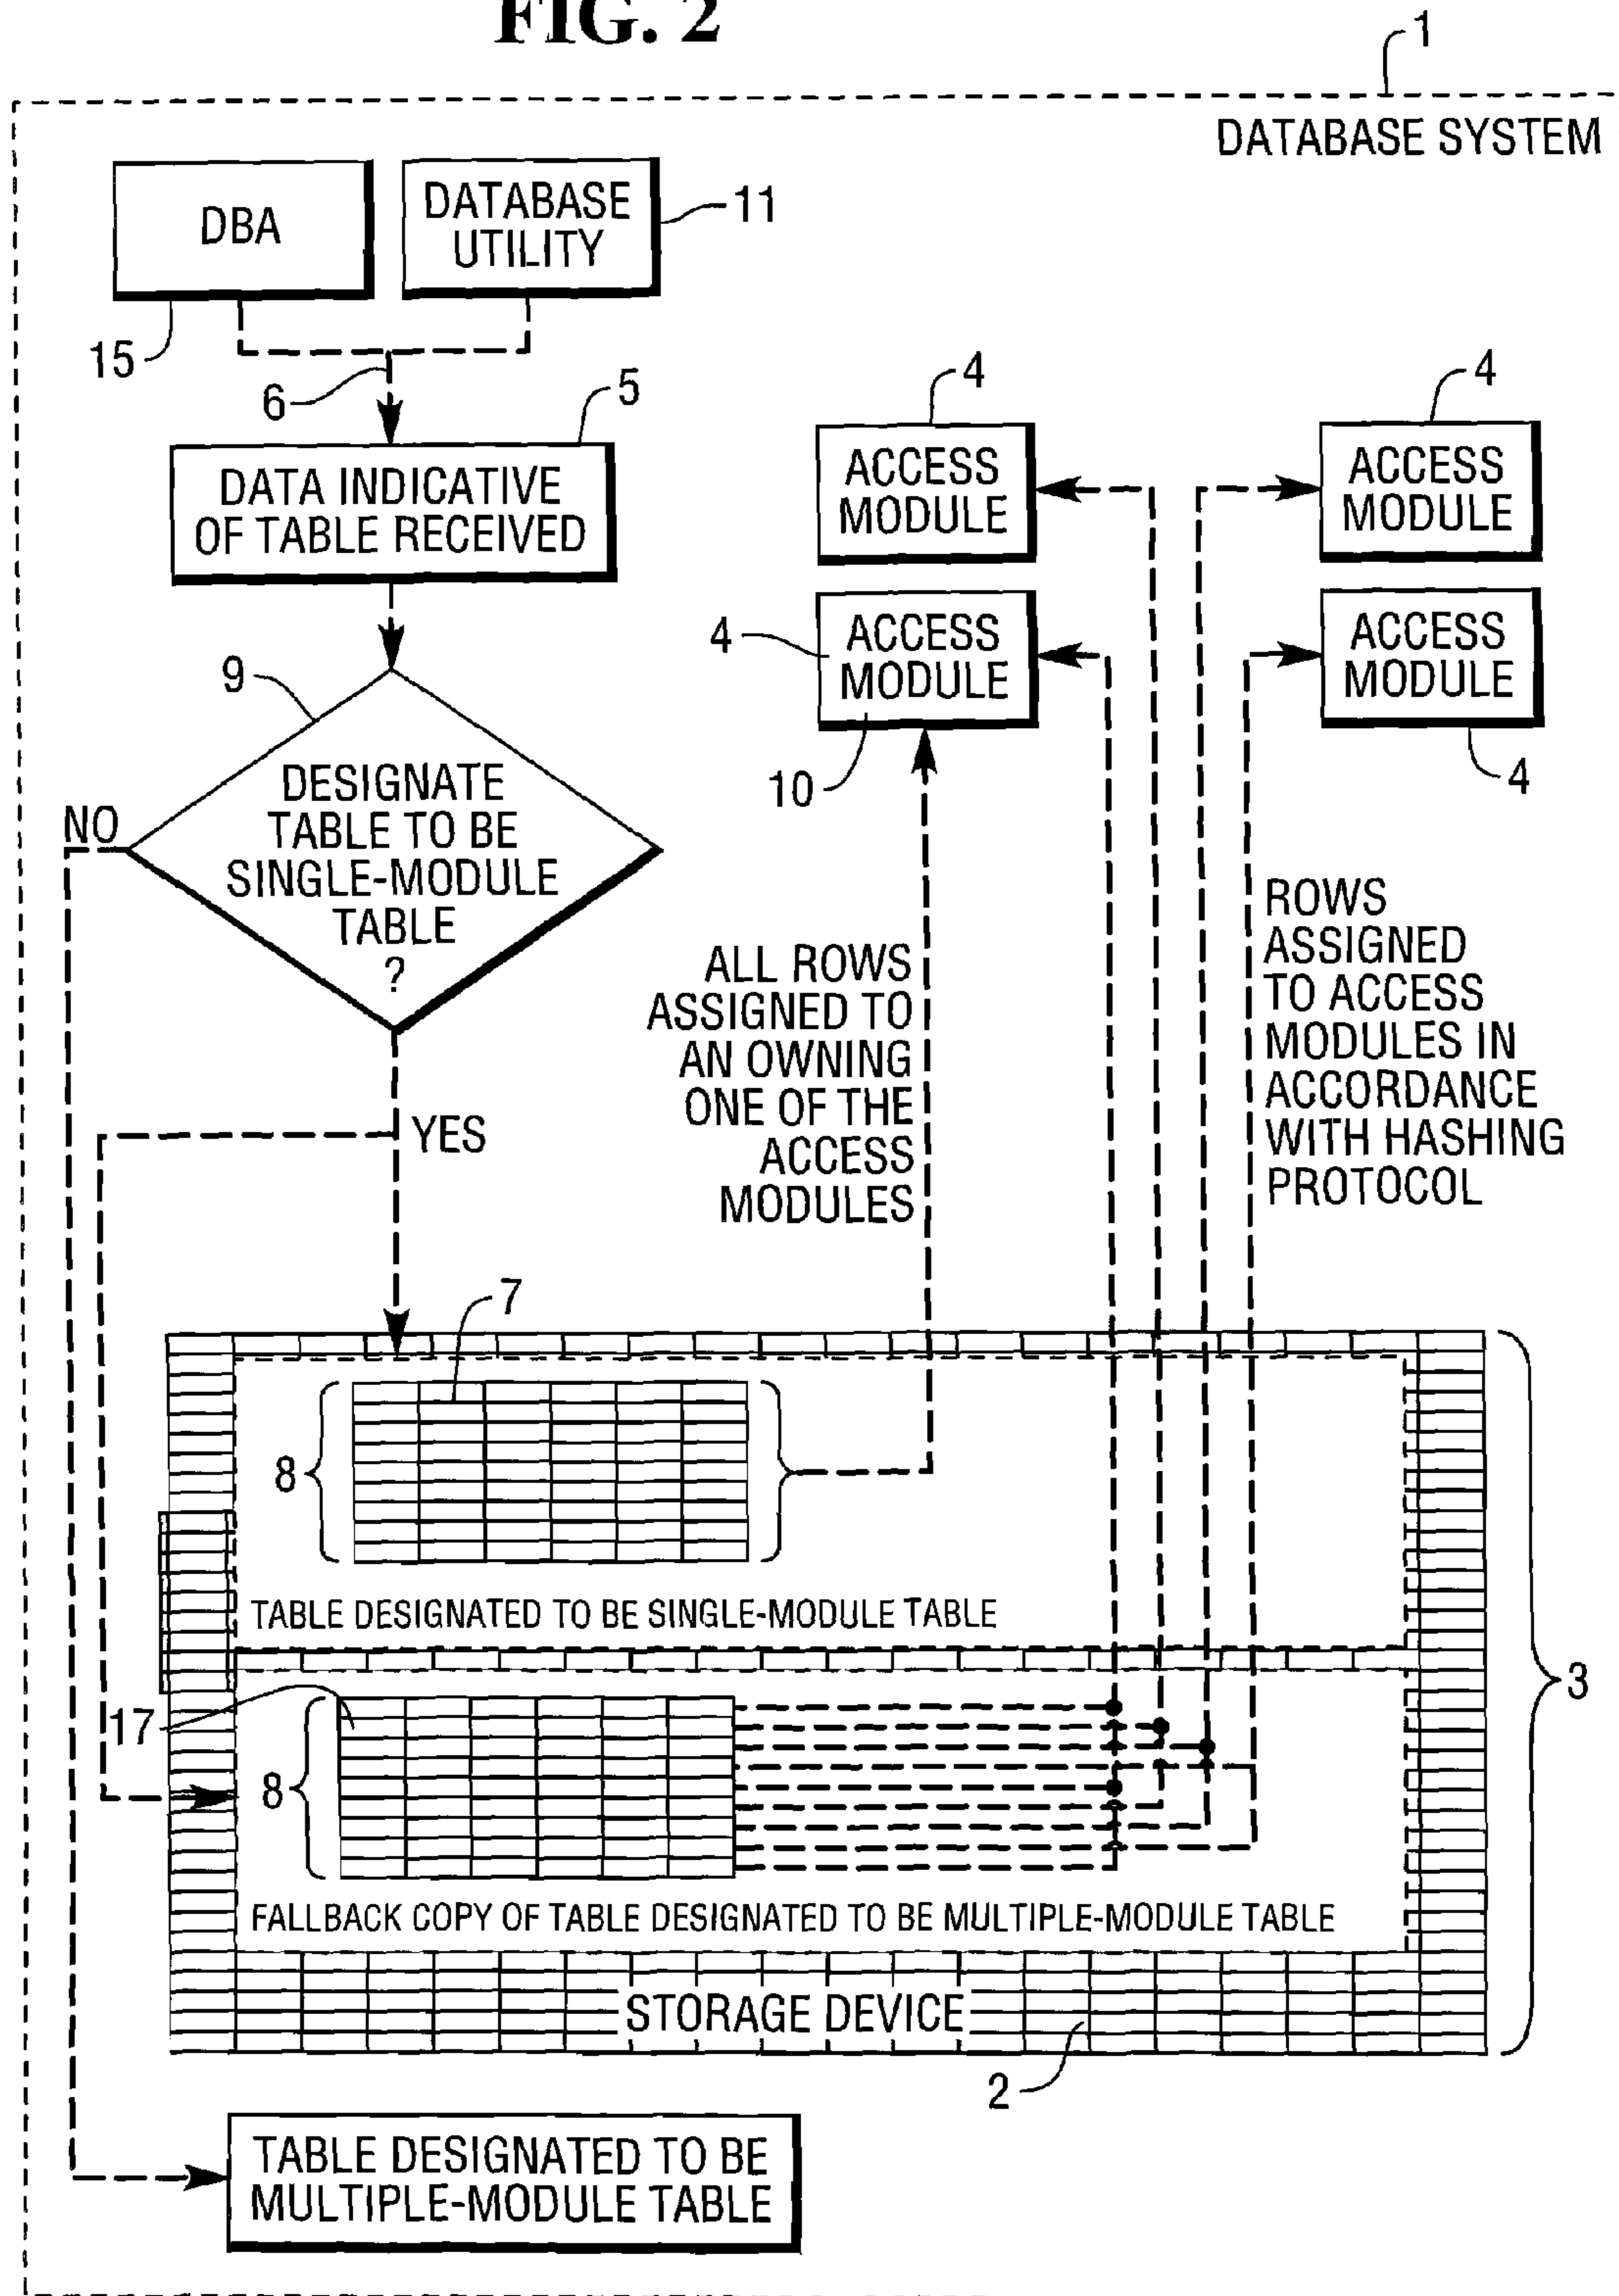 FIG. 2
1
DATABASE SYSTEM
DBA
DATABASE
UTILITY
11
15
6
5
DATA INDICATIVE
OF TABLE RECEIVED
4
ACCESS
MODULE
4
ACCESS
MODULE
4
ACCESS
MODULE
10
ACCESS
MODULE
4
9
DESIGNATE
TABLE TO BE
SINGLE-MODULE
TABLE
?
NO
YES
ALL ROWS
ASSIGNED TO
AN OWNING
ONE OF THE
ACCESS
MODULES
ROWS
ASSIGNED
TO ACCESS
MODULES IN
ACCORDANCE
WITH HASHING
PROTOCOL
7
8
TABLE DESIGNATED TO BE SINGLE-MODULE TABLE
3
17
8
FALLBACK COPY OF TABLE DESIGNATED TO BE MULTIPLE-MODULE TABLE
STORAGE DEVICE
2
TABLE DESIGNATED TO BE
MULTIPLE-MODULE TABLE